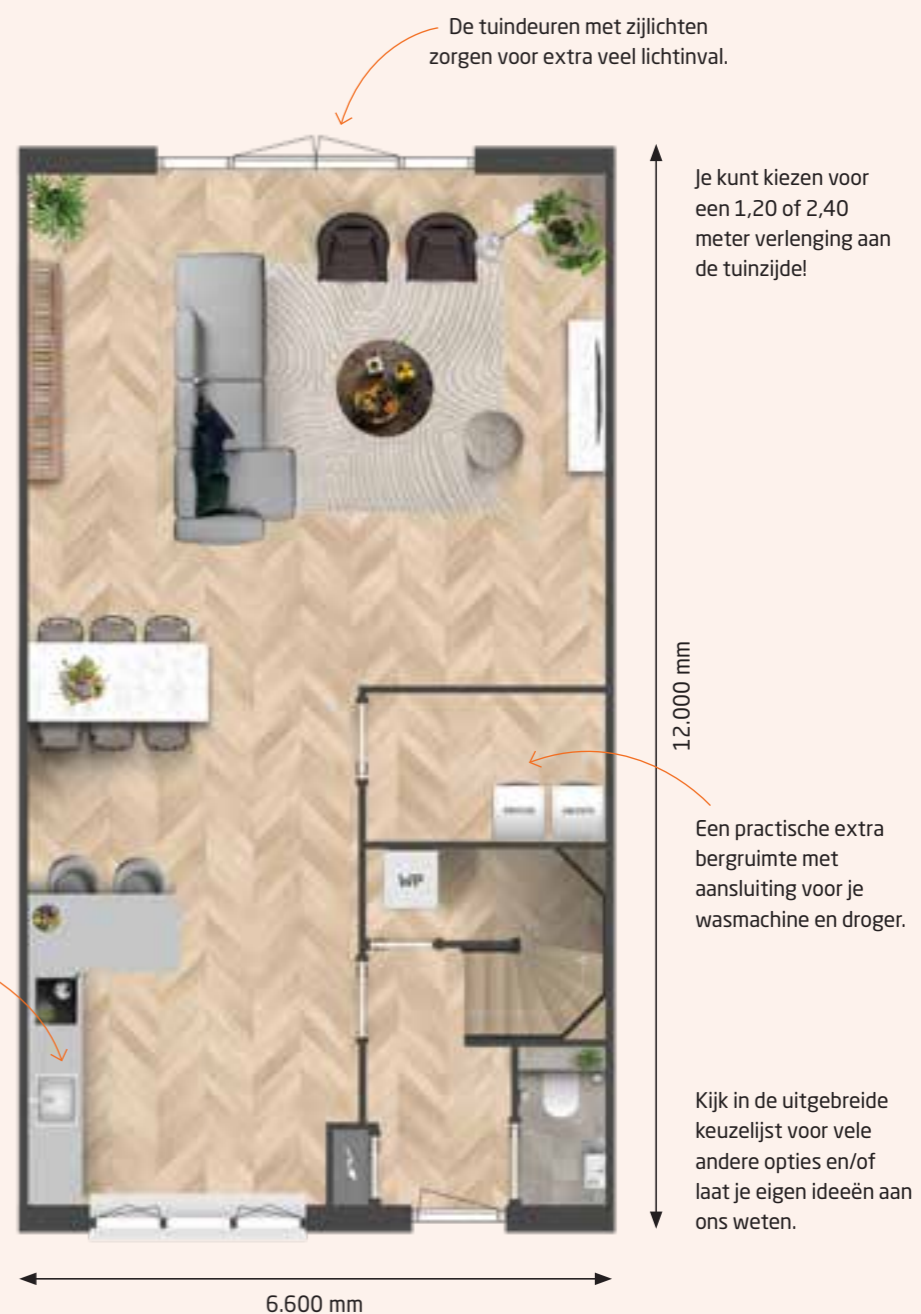 De tuindeuren met zijlichten
zorgen voor extra veel lichtinval.
Je kunt kiezen voor
een 1,20 of 2,40
meter verlenging aan
de tuinzijde!
12.000 mm
Een practische extra
bergruimte met
aansluiting voor je
wasmachine en droger.
WP
Kijk in de uitgebreide
keuzelijst voor vele
andere opties en/of
laat je eigen ideeën aan
ons weten.
6.600 mm